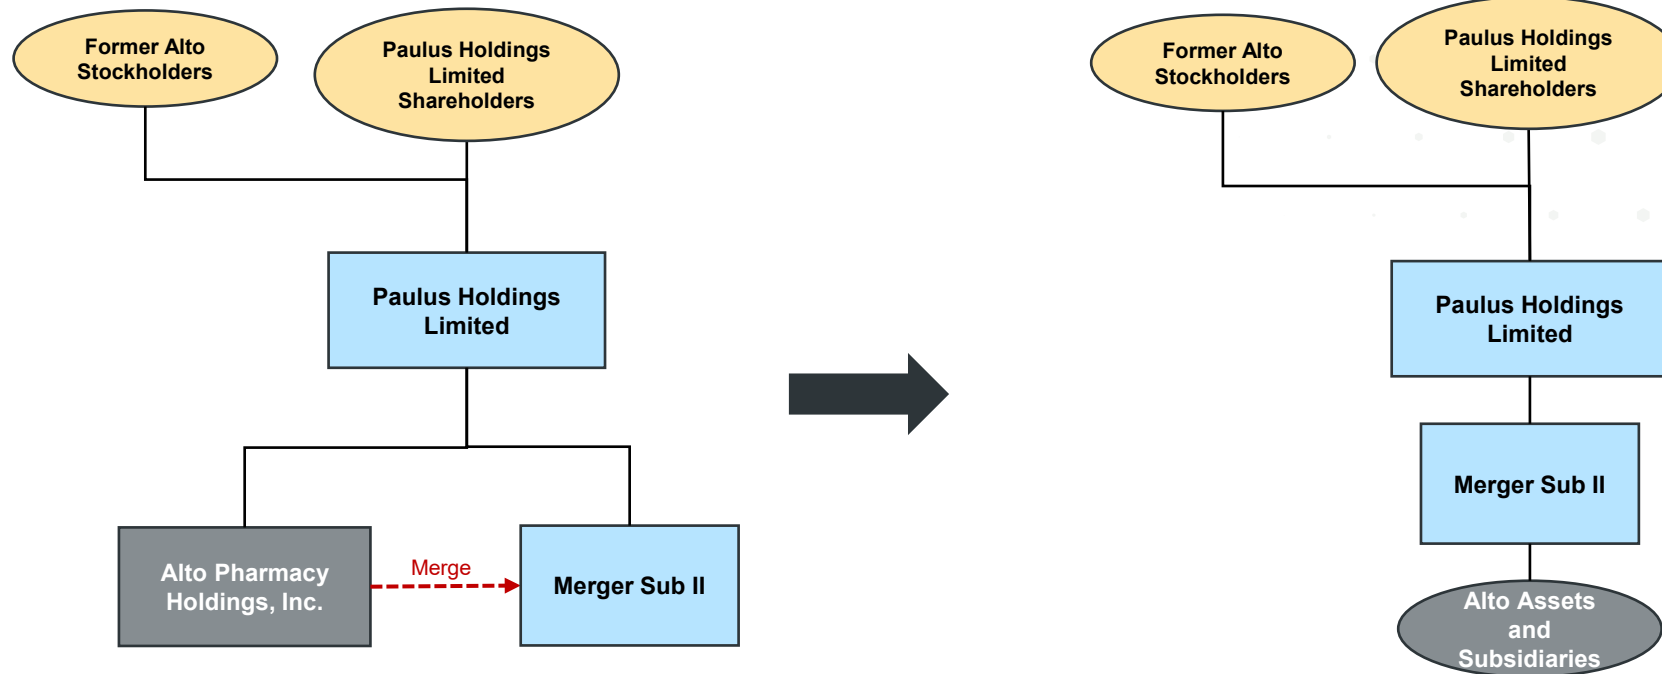 Former Alto
Stockholders
Paulus Holdings
Limited
Shareholders
Paulus Holdings
Limited
Alto Pharmacy
Holdings, Inc.
Merge
Merger Sub II
Former Alto
Stockholders
Paulus Holdings
Limited
Shareholders
Paulus Holdings
Limited
Merger Sub II
Alto Assets
and
Subsidiaries